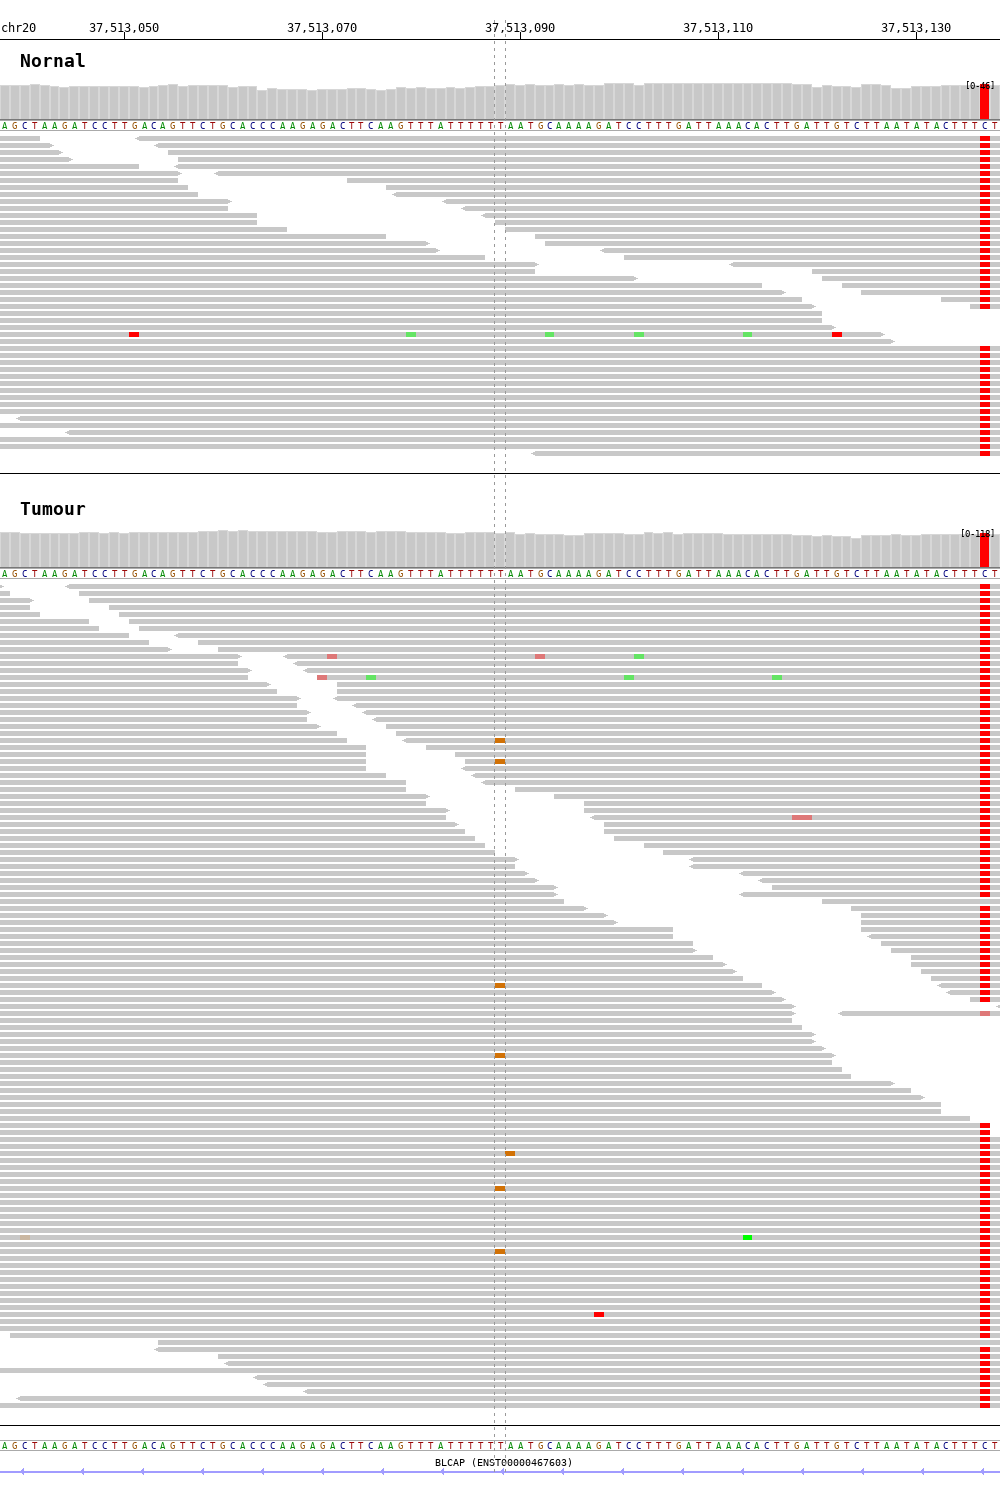 chr20 37,513,050 37,513,070 37,513,090 37,513,110 37,513,130
Nornal
[0-46]
AGCTAAGATCCTTGACAGTTCTGCACCCAAGAGACTTCAAGTTTATTTTTTAATGCAAAAGATCCTTTGATTAAACACTTGATTGTCTTAATATACTTTCT
Tumour
[0-118]
AGCTAAGATCCTTGACAGTTCTGCACCCAAGAGACTTCAAGTTTATTTTTTAATGCAAAAGATCCTTTGATTAAACACTTGATTGTCTTAATATACTTTCT
AGCTAAGATCCTTGACAGTTCTGCACCCAAGAGACTTCAAGTTTATTTTTTAATGCAAAAGATCCTTTGATTAAACACTTGATTGTCTTAATATACTTTCT
BLCAP (ENST00000467603)